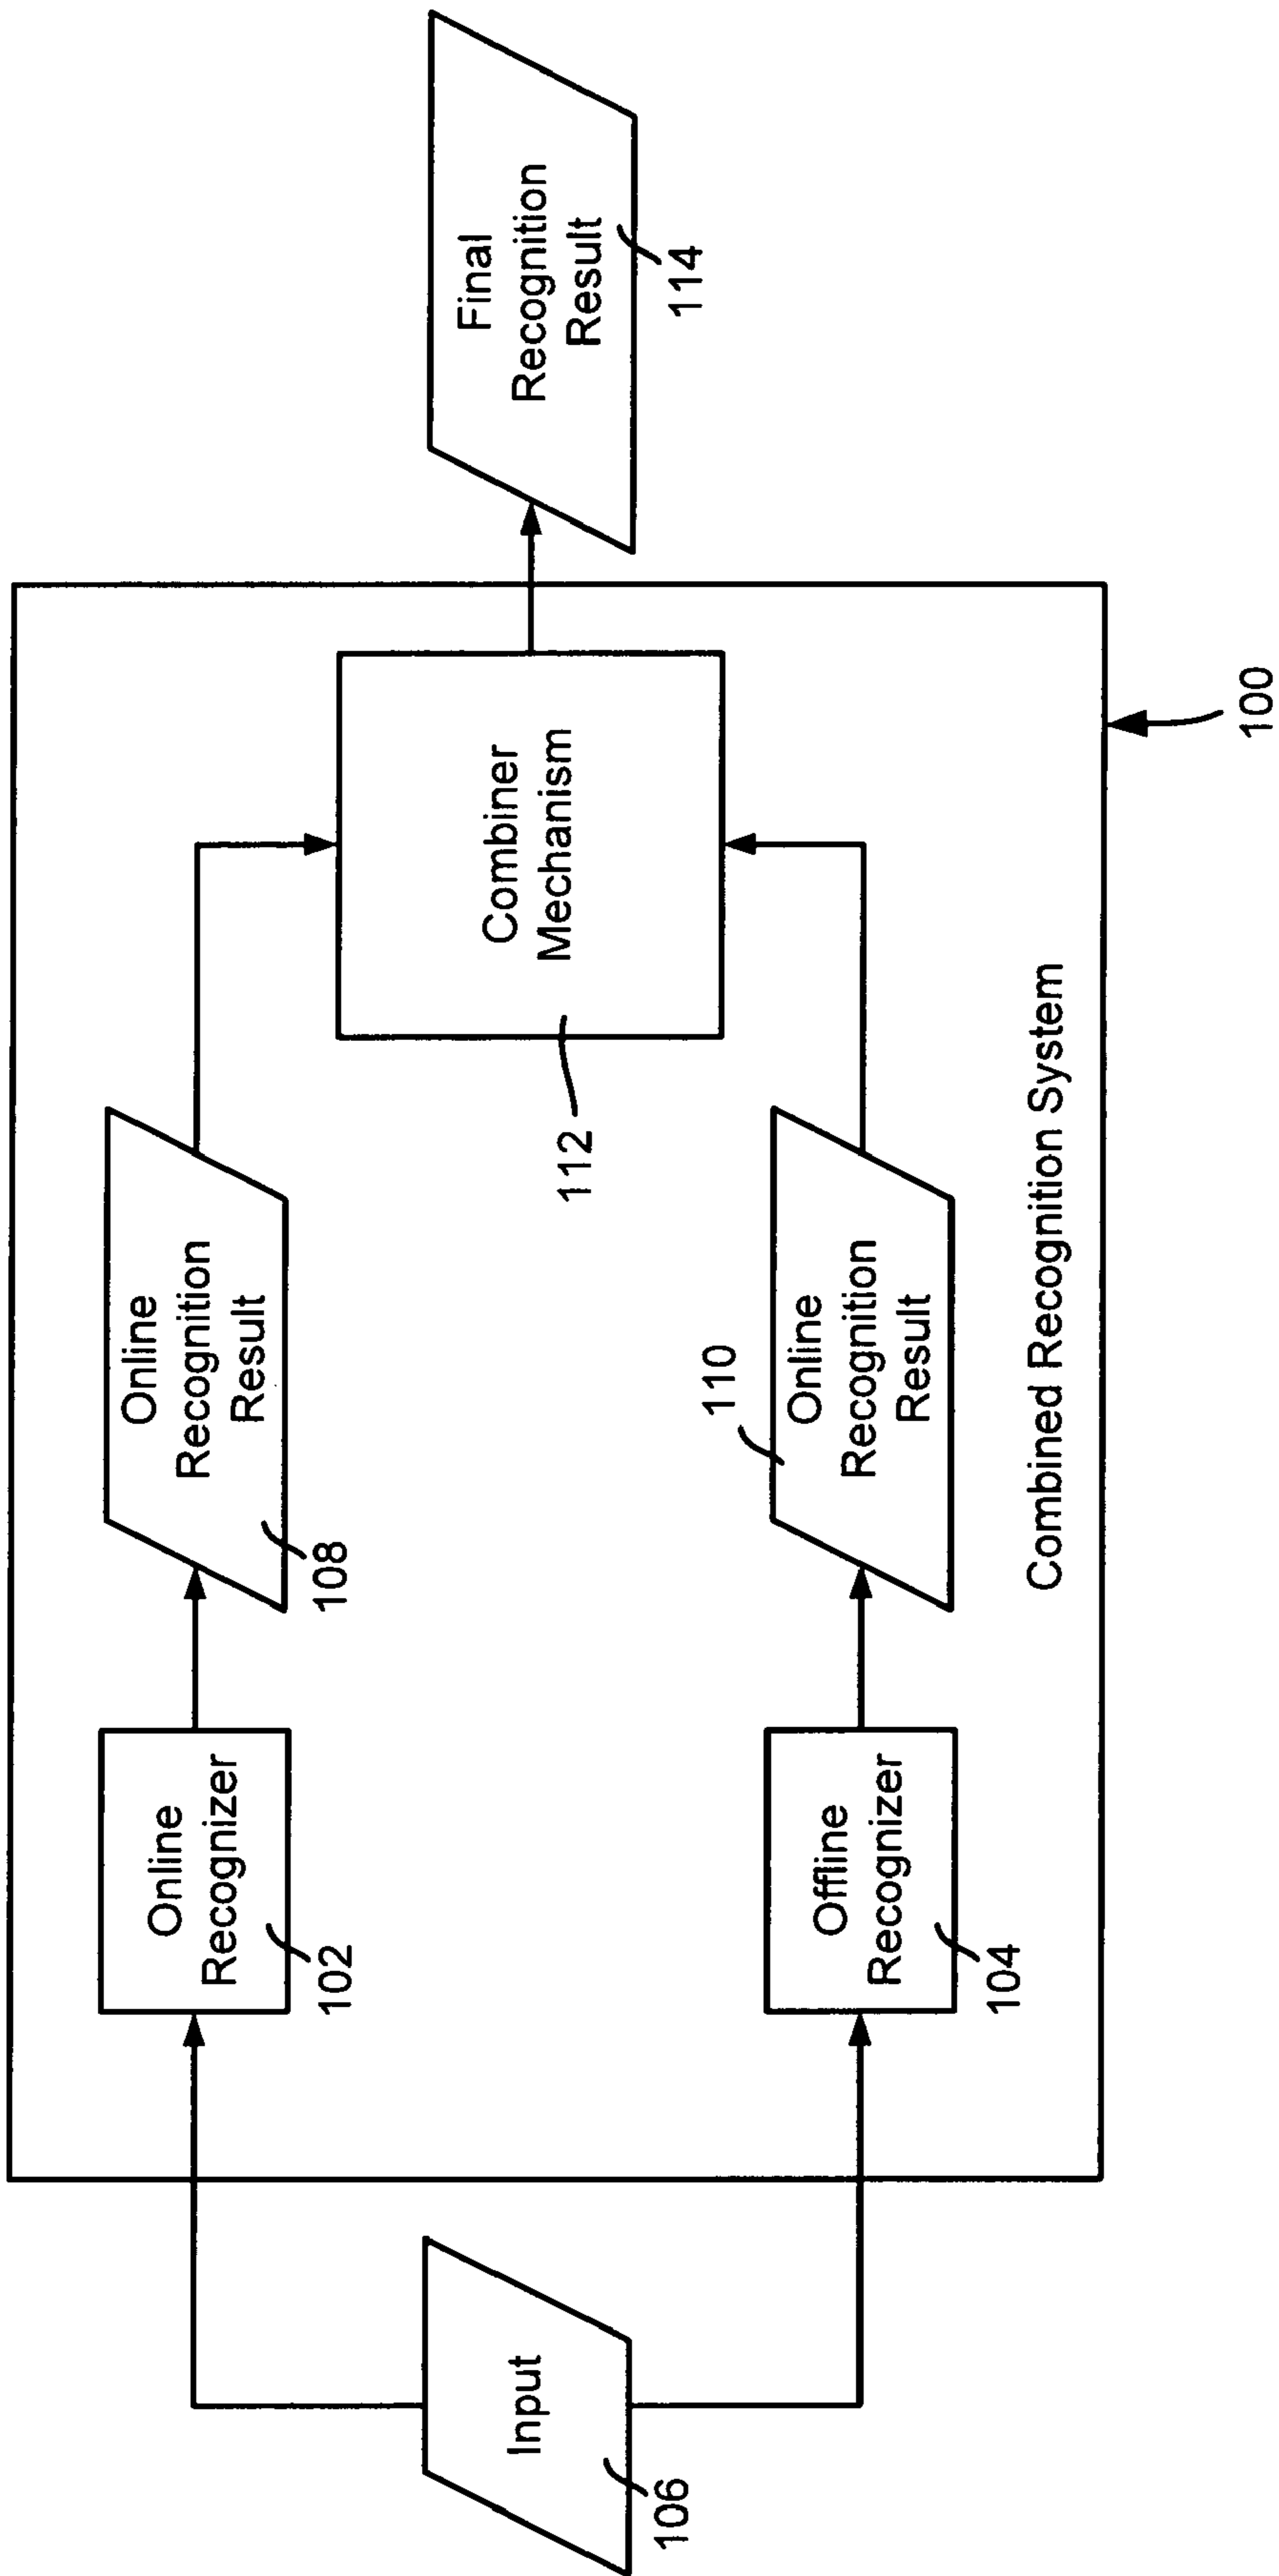 Input
106
Online
Recognizer
102
Offline
Recognizer
104
Online
Recognition
Result
108
Online
Recognition
Result
110
Combiner
Mechanism
112
Combined Recognition System
100
Final
Recognition
Result
114